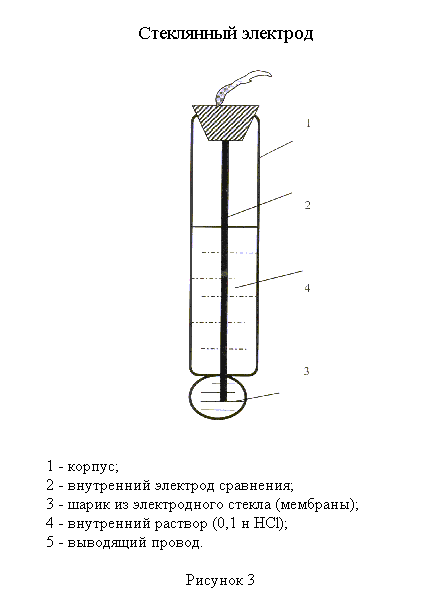 Стеклянный электрод
1
2
4
3
1 - корпус;
2 - внутренний электрод сравнения;
3 - шарик из электродного стекла (мембраны);
4 - внутренний раствор (0,1 н HCl);
5 - выводящий провод.
Рисунок 3